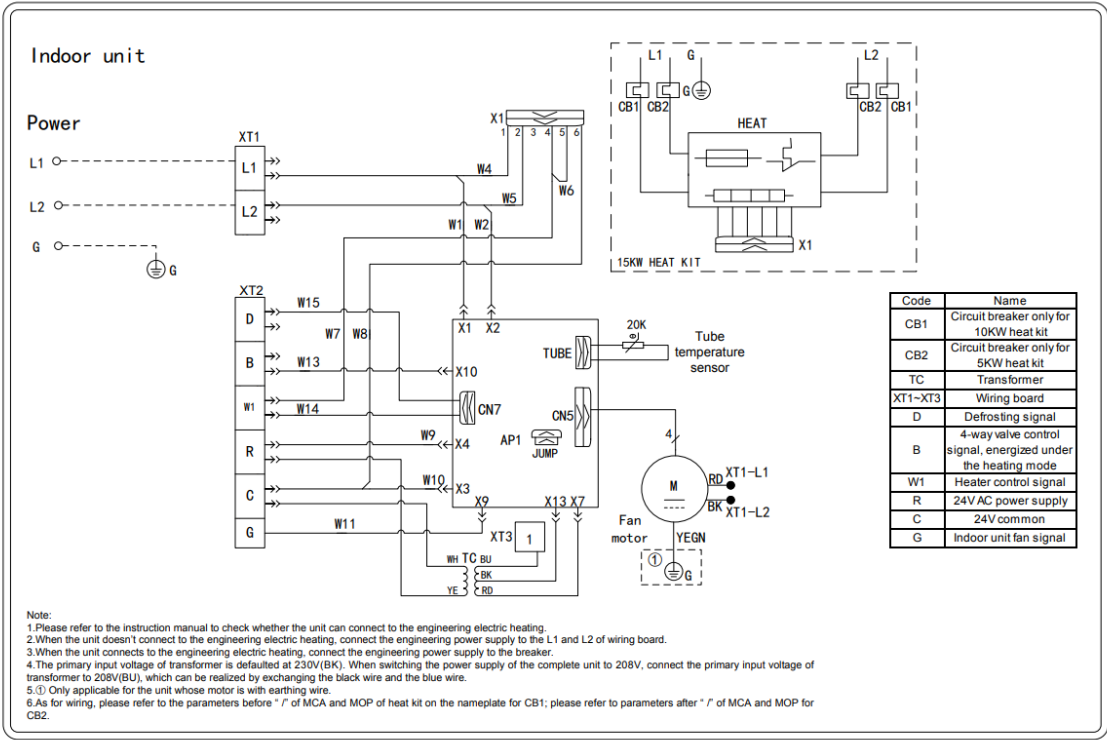 Indoor unit
L1
G
L2
G
CB1
CB2
CB2
CB1
HEAT
X1
15KW HEAT KIT
Power
XT1
X1
1 2 3 4 5 6
L1
L1
W4
W6
L2
L2
W5
W1
W2
G
G
XT2
W15
D
W7
W8
X1
X2
20K
θ
Tube
temperature
sensor
TUBE
B
W13
X10
W1
W14
CN7
CN5
AP1
JUMP
R
W9
X4
4
C
W10
X3
M
RD
XT1-L1
BK
XT1-L2
X9
X13
X7
G
W11
XT3
1
Fan
motor
YEGN
①
G
WH
TC
BU
BK
YE
RD
Code Name
CB1 Circuit breaker only for
10KW heat kit
CB2 Circuit breaker only for
5KW heat kit
TC Transformer
XT1~XT3 Wiring board
D Defrosting signal
B 4-way valve control
signal, energized under
the heating mode
W1 Heater control signal
R 24V AC power supply
C 24V common
G Indoor unit fan signal
Note:
1.Please refer to the instruction manual to check whether the unit can connect to the engineering electric heating.
2.When the unit doesn't connect to the engineering electric heating, connect the engineering power supply to the L1 and L2 of wiring board.
3.When the unit connects to the engineering electric heating, connect the engineering power supply to the breaker.
4.The primary input voltage of transformer is defaulted at 230V(BK). When switching the power supply of the complete unit to 208V, connect the primary input voltage of
transformer to 208V(BU), which can be realized by exchanging the black wire and the blue wire.
5.① Only applicable for the unit whose motor is with earthing wire.
6.As for wiring, please refer to the parameters before " /" of MCA and MOP of heat kit on the nameplate for CB1; please refer to parameters after " /" of MCA and MOP for
CB2.